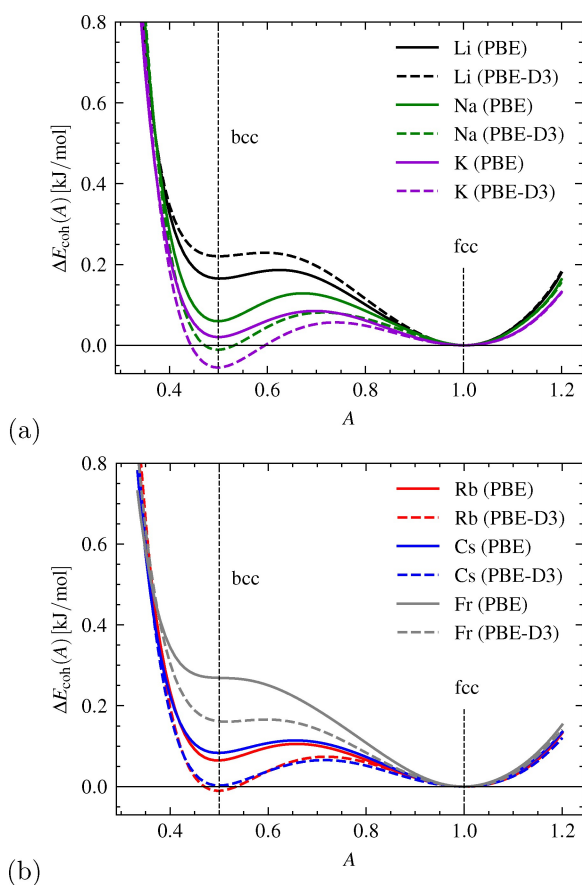 0.8
0.6
0.4
0.2
0.0
ΔE_coh(A) [kJ/mol]
Li (PBE)
Li (PBE-D3)
Na (PBE)
Na (PBE-D3)
K (PBE)
K (PBE-D3)
bcc
fcc
0.4 0.6 0.8 1.0 1.2
A
(a)
0.8
0.6
0.4
0.2
0.0
ΔE_coh(A) [kJ/mol]
Rb (PBE)
Rb (PBE-D3)
Cs (PBE)
Cs (PBE-D3)
Fr (PBE)
Fr (PBE-D3)
bcc
fcc
0.4 0.6 0.8 1.0 1.2
A
(b)